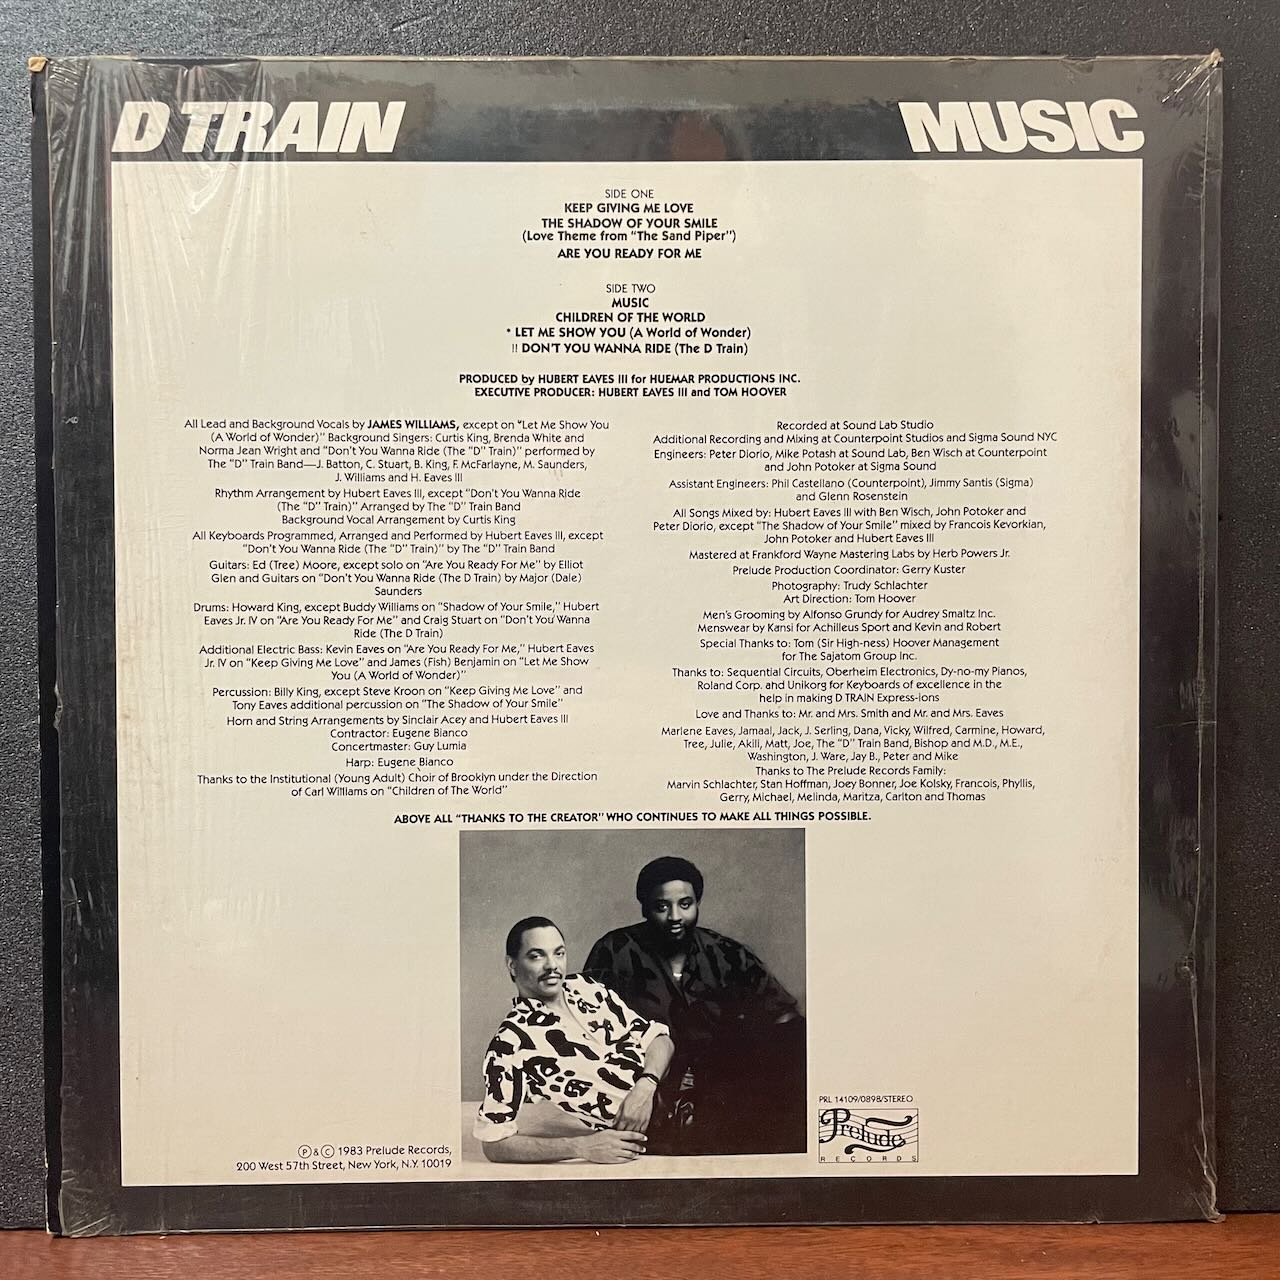 D TRAIN
MUSIC
SIDE ONE
KEEP GIVING ME LOVE
THE SHADOW OF YOUR SMILE
(Love Theme from "The Sand Piper")
ARE YOU READY FOR ME
SIDE TWO
MUSIC
CHILDREN OF THE WORLD
* LET ME SHOW YOU (A World of Wonder)
!! DON'T YOU WANNA RIDE (The D Train)
PRODUCED by HUBERT EAVES III for HUEMAR PRODUCTIONS INC.
EXECUTIVE PRODUCER: HUBERT EAVES III and TOM HOOVER
All Lead and Background Vocals by JAMES WILLIAMS, except on "Let Me Show You
(A World of Wonder)" Background Singers: Curtis King, Brenda White and
Norma Jean Wright and "Don't You Wanna Ride (The "D" Train)" performed by
The "D" Train Band—J. Batton, C. Stuart, B. King, F. McFarlayne, M. Saunders,
J. Williams and H. Eaves III
Rhythm Arrangement by Hubert Eaves III, except "Don't You Wanna Ride
(The "D" Train)" Arranged by The "D" Train Band
Background Vocal Arrangement by Curtis King
All Keyboards Programmed, Arranged and Performed by Hubert Eaves III, except
"Don't You Wanna Ride (The "D" Train)" by The "D" Train Band
Guitars: Ed (Tree) Moore, except solo on "Are You Ready For Me" by Elliot
Glen and Guitars on "Don't You Wanna Ride (The D Train) by Major (Dale)
Saunders
Drums: Howard King, except Buddy Williams on "Shadow of Your Smile," Hubert
Eaves Jr. IV on "Are You Ready For Me" and Craig Stuart on "Don't You Wanna
Ride (The D Train)
Additional Electric Bass: Kevin Eaves on "Are You Ready For Me," Hubert Eaves
Jr. IV on "Keep Giving Me Love" and James (Fish) Benjamin on "Let Me Show
You (A World of Wonder)"
Percussion: Billy King, except Steve Kroon on "Keep Giving Me Love" and
Tony Eaves additional percussion on "The Shadow of Your Smile"
Horn and String Arrangements by Sinclair Acey and Hubert Eaves III
Contractor: Eugene Bianco
Concertmaster: Guy Lumia
Harp: Eugene Bianco
Thanks to the Institutional (Young Adult) Choir of Brooklyn under the Direction
of Carl Williams on "Children of The World"
Recorded at Sound Lab Studio
Additional Recording and Mixing at Counterpoint Studios and Sigma Sound NYC
Engineers: Peter Diorio, Mike Potash at Sound Lab, Ben Wisch at Counterpoint
and John Potoker at Sigma Sound
Assistant Engineers: Phil Castellano (Counterpoint), Jimmy Santis (Sigma)
and Glenn Rosenstein
All Songs Mixed by: Hubert Eaves III with Ben Wisch, John Potoker and
Peter Diorio, except "The Shadow of Your Smile" mixed by Francois Kevorkian,
John Potoker and Hubert Eaves III
Mastered at Frankford Wayne Mastering Labs by Herb Powers Jr.
Prelude Production Coordinator: Gerry Kuster
Photography: Trudy Schlachter
Art Direction: Tom Hoover
Men's Grooming by Alfonso Grundy for Audrey Smaltz Inc.
Menswear by Kansi for Achilleus Sport and Kevin and Robert
Special Thanks to: Tom (Sir High-ness) Hoover Management
for The Sajatom Group Inc.
Thanks to: Sequential Circuits, Oberheim Electronics, Dy-no-my Pianos,
Roland Corp. and Unikorg for Keyboards of excellence in the
help in making D TRAIN Express-ions
Love and Thanks to: Mr. and Mrs. Smith and Mr. and Mrs. Eaves
Marlene Eaves, Jamaal, Jack, J. Serling, Dana, Vicky, Wilfred, Carmine, Howard,
Tree, Julie, Akili, Matt, Joe, The "D" Train Band, Bishop and M.D., M.E.,
Washington, J. Ware, Jay B., Peter and Mike
Thanks to The Prelude Records Family:
Marvin Schlachter, Stan Hoffman, Joey Bonner, Joe Kolsky, Francois, Phyllis,
Gerry, Michael, Melinda, Maritza, Carlton and Thomas
ABOVE ALL "THANKS TO THE CREATOR" WHO CONTINUES TO MAKE ALL THINGS POSSIBLE.
PRL 14109/0898/STEREO
Prelude
RECORDS
Ⓟ & Ⓒ 1983 Prelude Records,
200 West 57th Street, New York, N.Y. 10019